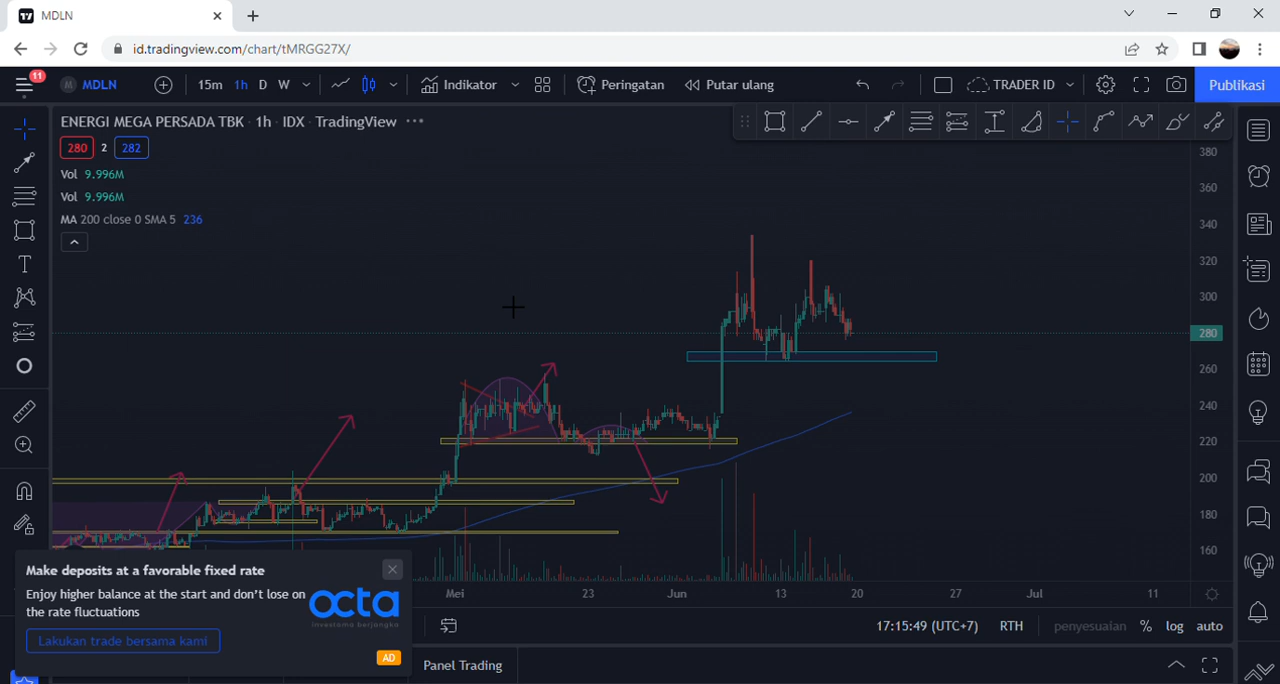 MDLN
id.tradingview.com/chart/tMRGG27X/
11
M MDLN 15m 1h D W Indikator Peringatan Putar ulang TRADER ID Publikasi
ENERGI MEGA PERSADA TBK · 1h · IDX · TradingView
280 2 282
Vol 9.996M
Vol 9.996M
MA 200 close 0 SMA 5 236
T
380
360
340
320
300
280
260
240
220
200
180
160
Mei 23 Jun 13 20 27 Jul 11
Make deposits at a favorable fixed rate
Enjoy higher balance at the start and don't lose on
the rate fluctuations
octa
investama berjangka
Lakukan trade bersama kami
AD
17:15:49 (UTC+7) RTH penyesuaian % log auto
Panel Trading